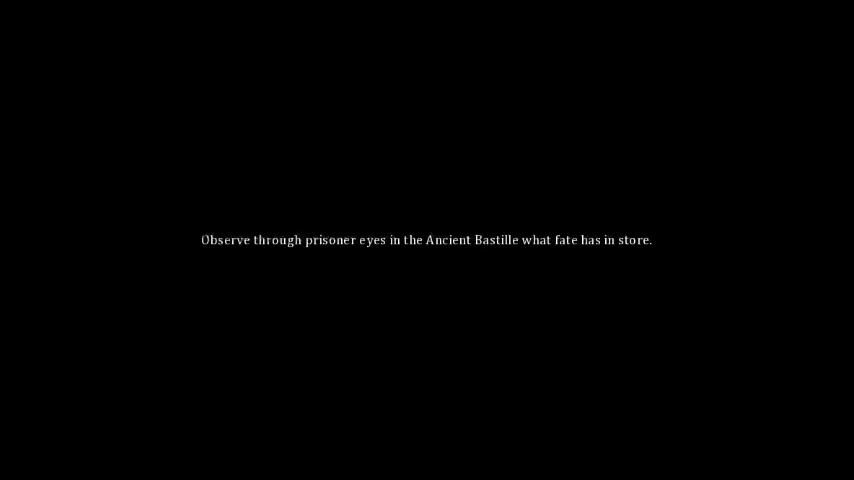 Observe through prisoner eyes in the Ancient Bastille what fate has in store.